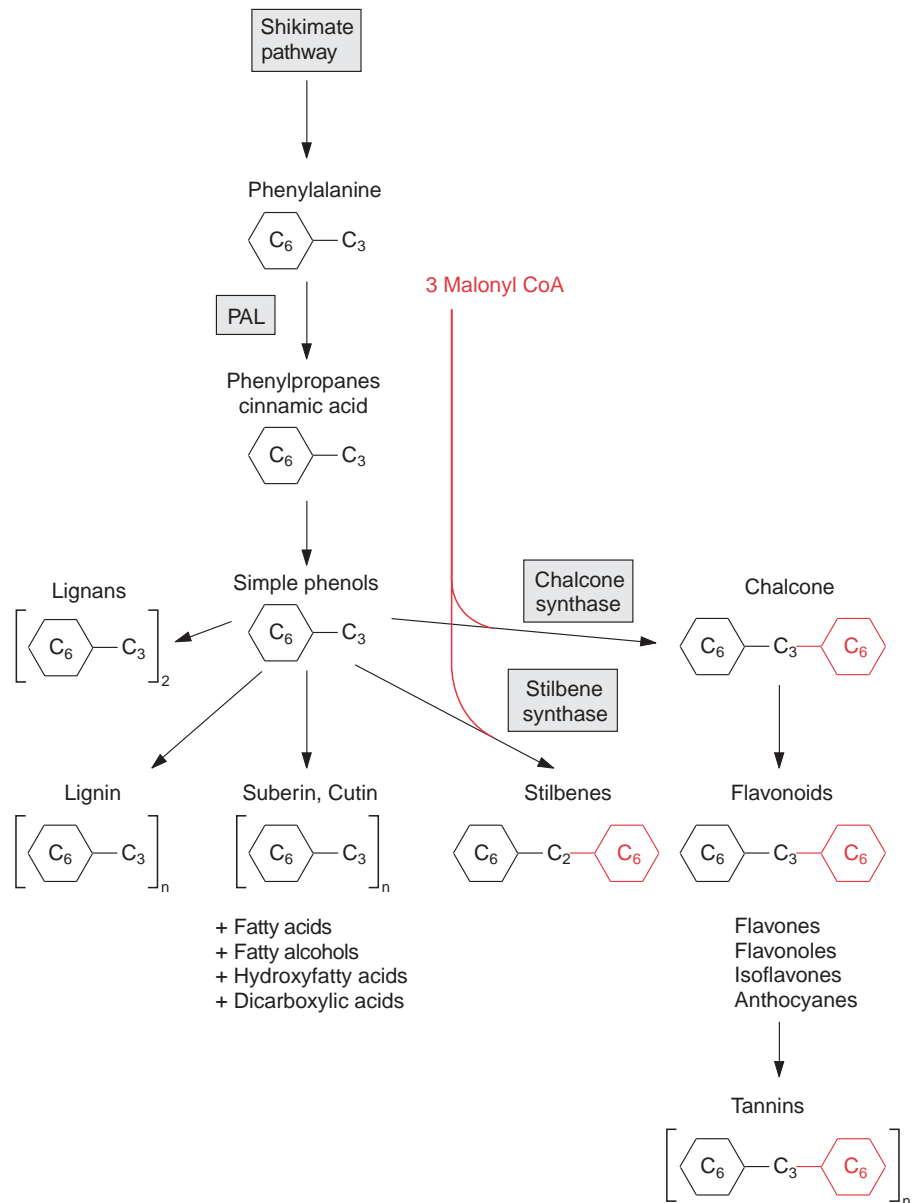 Shikimate
pathway
Phenylalanine
C6 C3
3 Malonyl CoA
PAL
Phenylpropanes
cinnamic acid
C6 C3
Simple phenols
C6 C3
Lignans
[C6 C3]2
Chalcone
synthase
Chalcone
C6 C3 C6
Stilbene
synthase
Lignin
[C6 C3]n
Suberin, Cutin
[C6 C3]n
+ Fatty acids
+ Fatty alcohols
+ Hydroxyfatty acids
+ Dicarboxylic acids
Stilbenes
C6 C2 C6
Flavonoids
C6 C3 C6
Flavones
Flavonoles
Isoflavones
Anthocyanes
Tannins
[C6 C3 C6]n